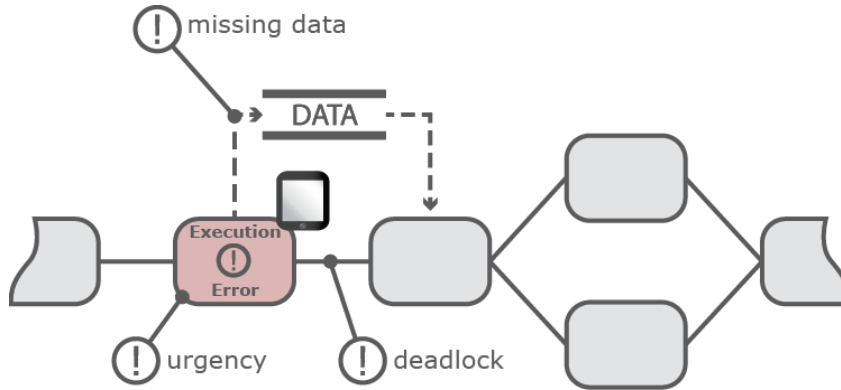 ! missing data
DATA
Execution
!
Error
! urgency
! deadlock